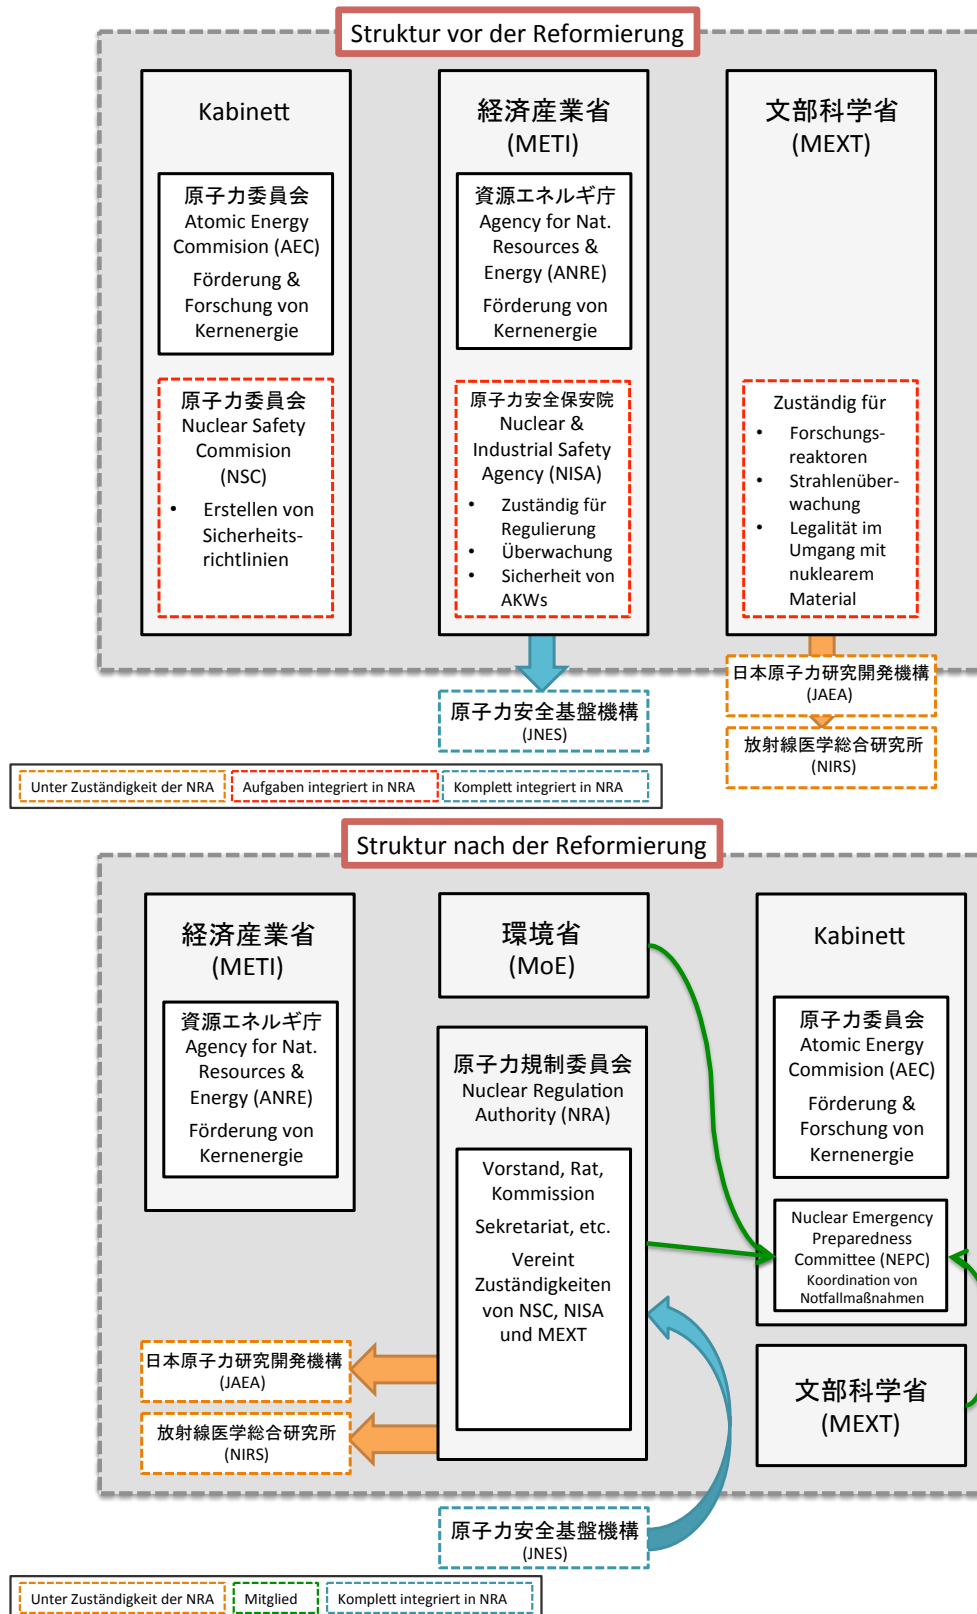 Struktur vor der Reformierung
Kabinett
原子力委員会
Atomic Energy
Commision (AEC)
Förderung &
Forschung von
Kernenergie
原子力委員会
Nuclear Safety
Commision
(NSC)
• Erstellen von
Sicherheits-
richtlinien
経済産業省
(METI)
資源エネルギ庁
Agency for Nat.
Resources &
Energy (ANRE)
Förderung von
Kernenergie
原子力安全保安院
Nuclear &
Industrial Safety
Agency (NISA)
• Zuständig für
Regulierung
• Überwachung
• Sicherheit von
AKWs
文部科学省
(MEXT)
Zuständig für
• Forschungs-
reaktoren
• Strahlenüber-
wachung
• Legalität im
Umgang mit
nuklearem
Material
原子力安全基盤機構
(JNES)
日本原子力研究開発機構
(JAEA)
放射線医学総合研究所
(NIRS)
Unter Zuständigkeit der NRA
Aufgaben integriert in NRA
Komplett integriert in NRA
Struktur nach der Reformierung
経済産業省
(METI)
資源エネルギ庁
Agency for Nat.
Resources &
Energy (ANRE)
Förderung von
Kernenergie
環境省
(MoE)
原子力規制委員会
Nuclear Regulation
Authority (NRA)
Vorstand, Rat,
Kommission
Sekretariat, etc.
Vereint
Zuständigkeiten
von NSC, NISA
und MEXT
Kabinett
原子力委員会
Atomic Energy
Commision (AEC)
Förderung &
Forschung von
Kernenergie
Nuclear Emergency
Preparedness
Committee (NEPC)
Koordination von
Notfallmaßnahmen
文部科学省
(MEXT)
日本原子力研究開発機構
(JAEA)
放射線医学総合研究所
(NIRS)
原子力安全基盤機構
(JNES)
Unter Zuständigkeit der NRA
Mitglied
Komplett integriert in NRA